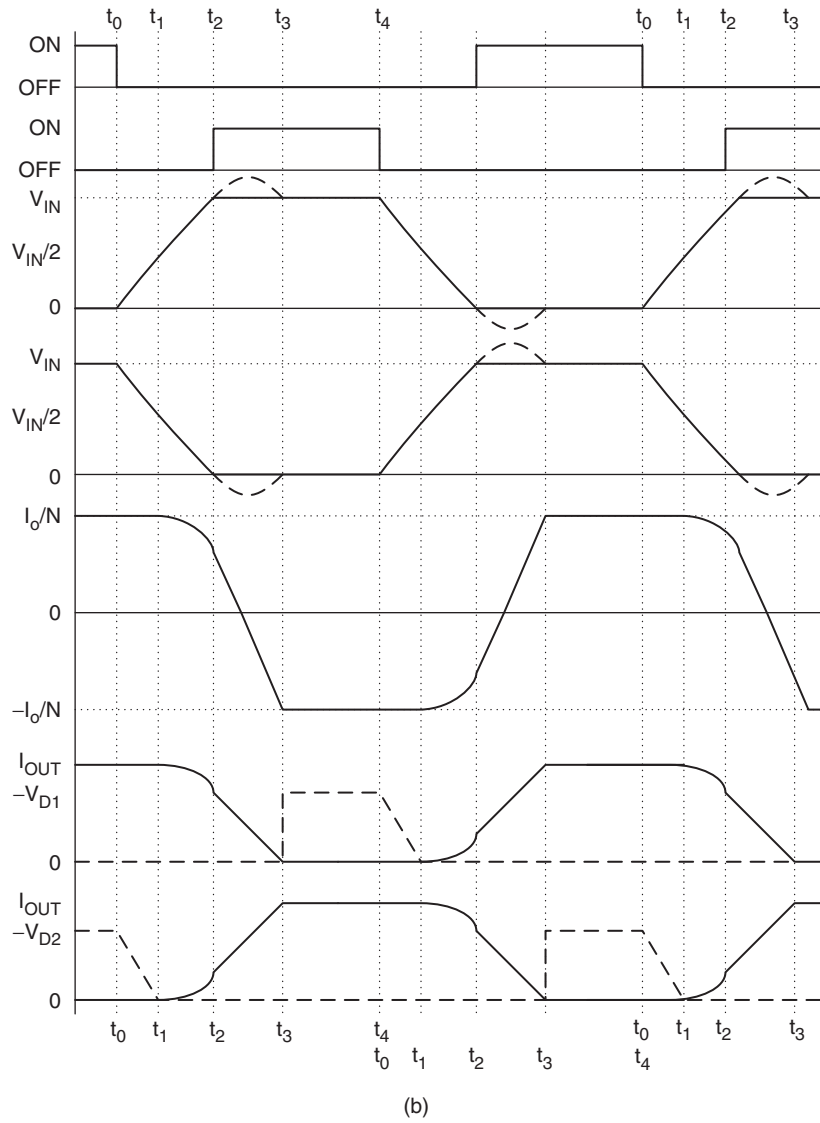 t0 t1 t2 t3 t4 t0 t1 t2 t3
ON
OFF
ON
OFF
VIN
VIN/2
0
VIN
VIN/2
0
Io/N
0
−Io/N
IOUT
−VD1
0
IOUT
−VD2
0
t0 t1 t2 t3 t4 t1 t2 t3 t0 t1 t2 t3
t0 t4
(b)